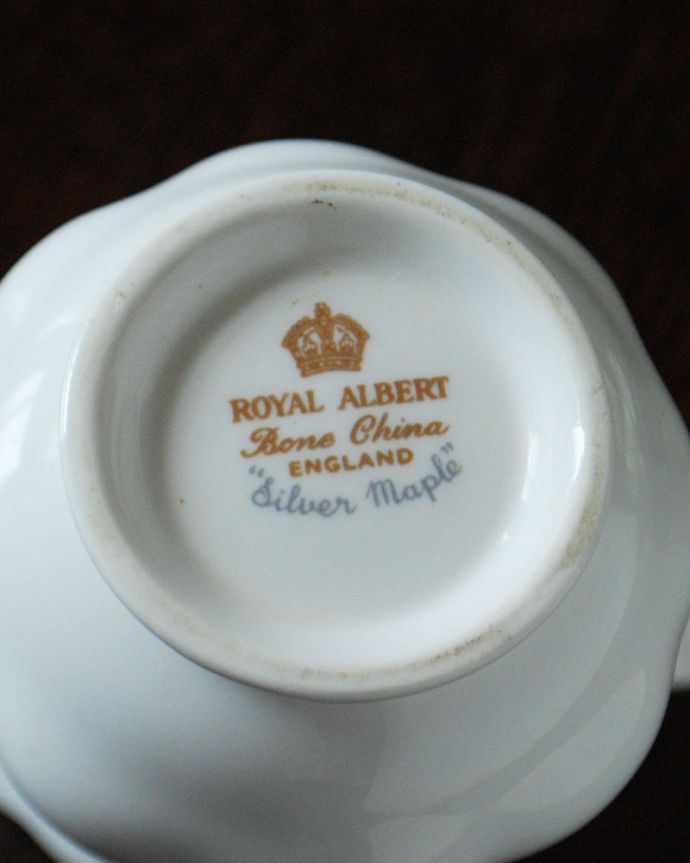 ROYAL ALBERT
Bone China
ENGLAND
"Silver Maple"